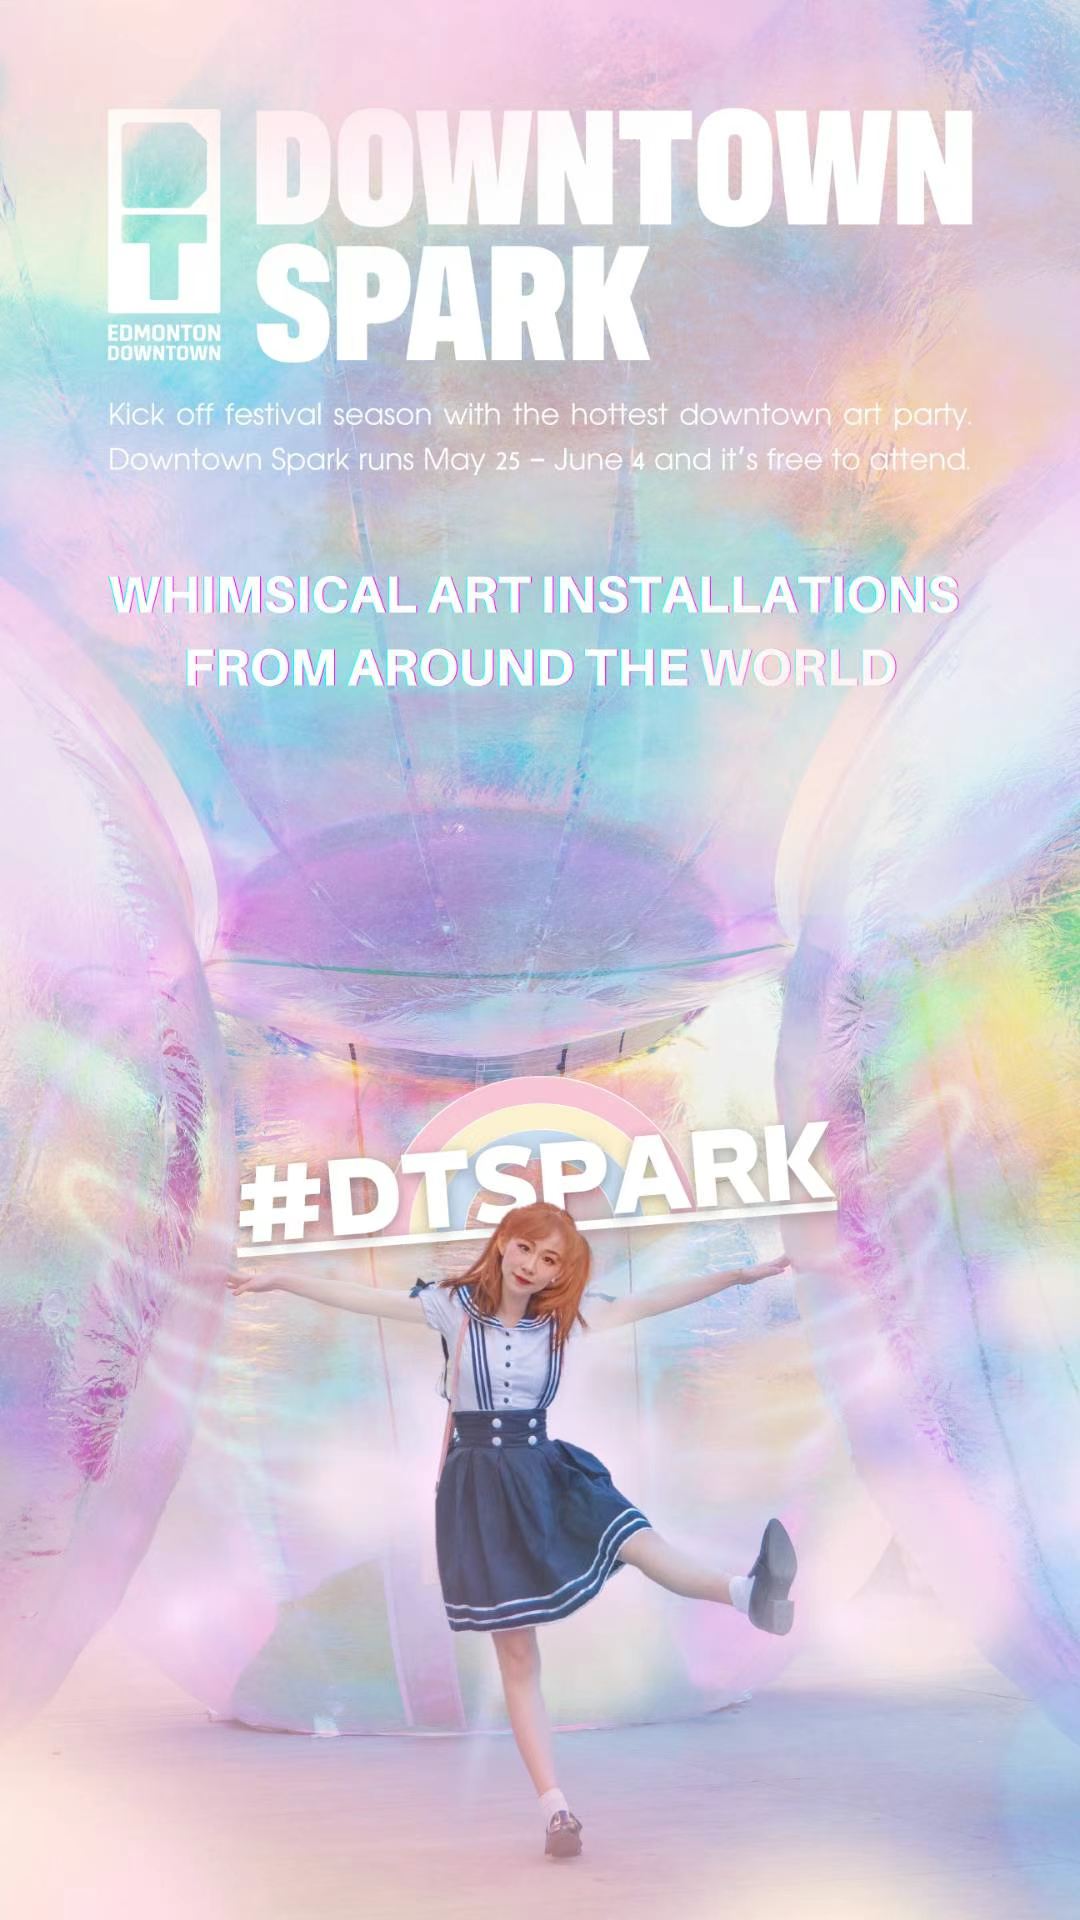 DT
EDMONTON
DOWNTOWN
DOWNTOWN
SPARK
Kick off festival season with the hottest downtown art party.
Downtown Spark runs May 25 – June 4 and it's free to attend.
WHIMSICAL ART INSTALLATIONS
FROM AROUND THE WORLD
#DTSPARK